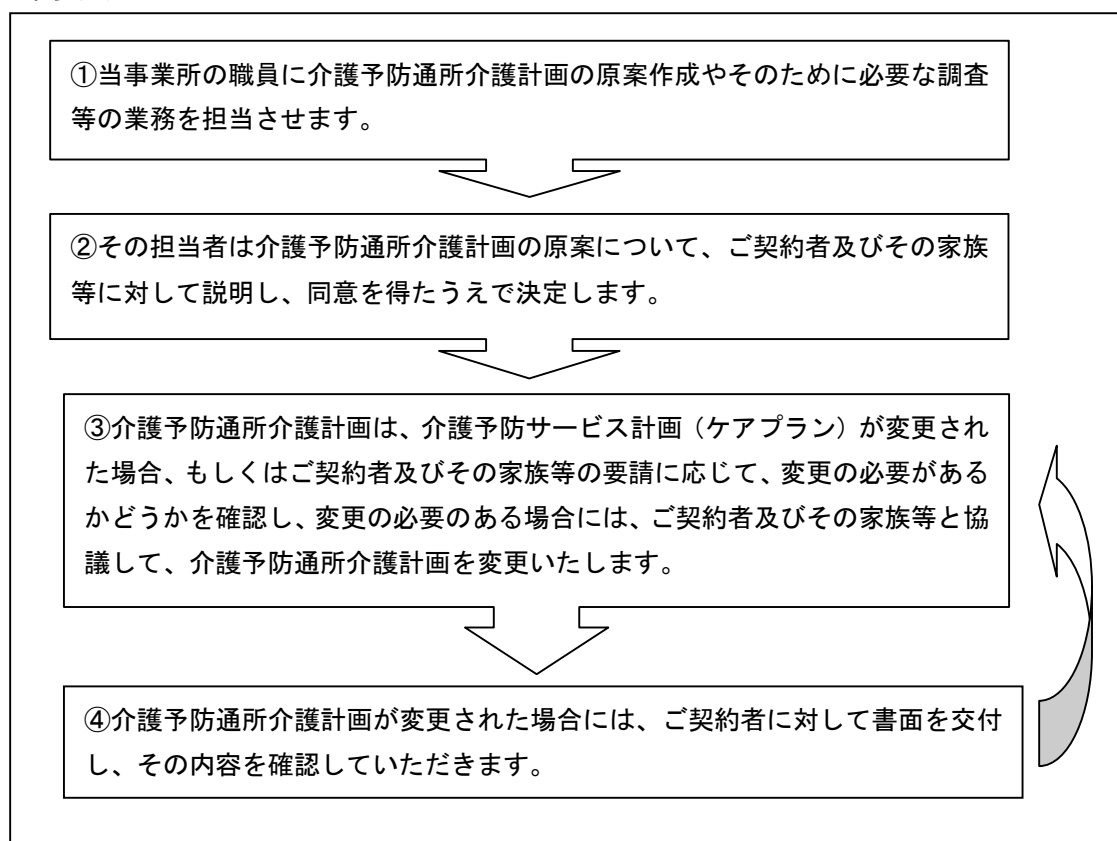 ①当事業所の職員に介護予防通所介護計画の原案作成やそのために必要な調査
等の業務を担当させます。
②その担当者は介護予防通所介護計画の原案について、ご契約者及びその家族
等に対して説明し、同意を得たうえで決定します。
③介護予防通所介護計画は、介護予防サービス計画（ケアプラン）が変更され
た場合、もしくはご契約者及びその家族等の要請に応じて、変更の必要がある
かどうかを確認し、変更の必要のある場合には、ご契約者及びその家族等と協
議して、介護予防通所介護計画を変更いたします。
④介護予防通所介護計画が変更された場合には、ご契約者に対して書面を交付
し、その内容を確認していただきます。